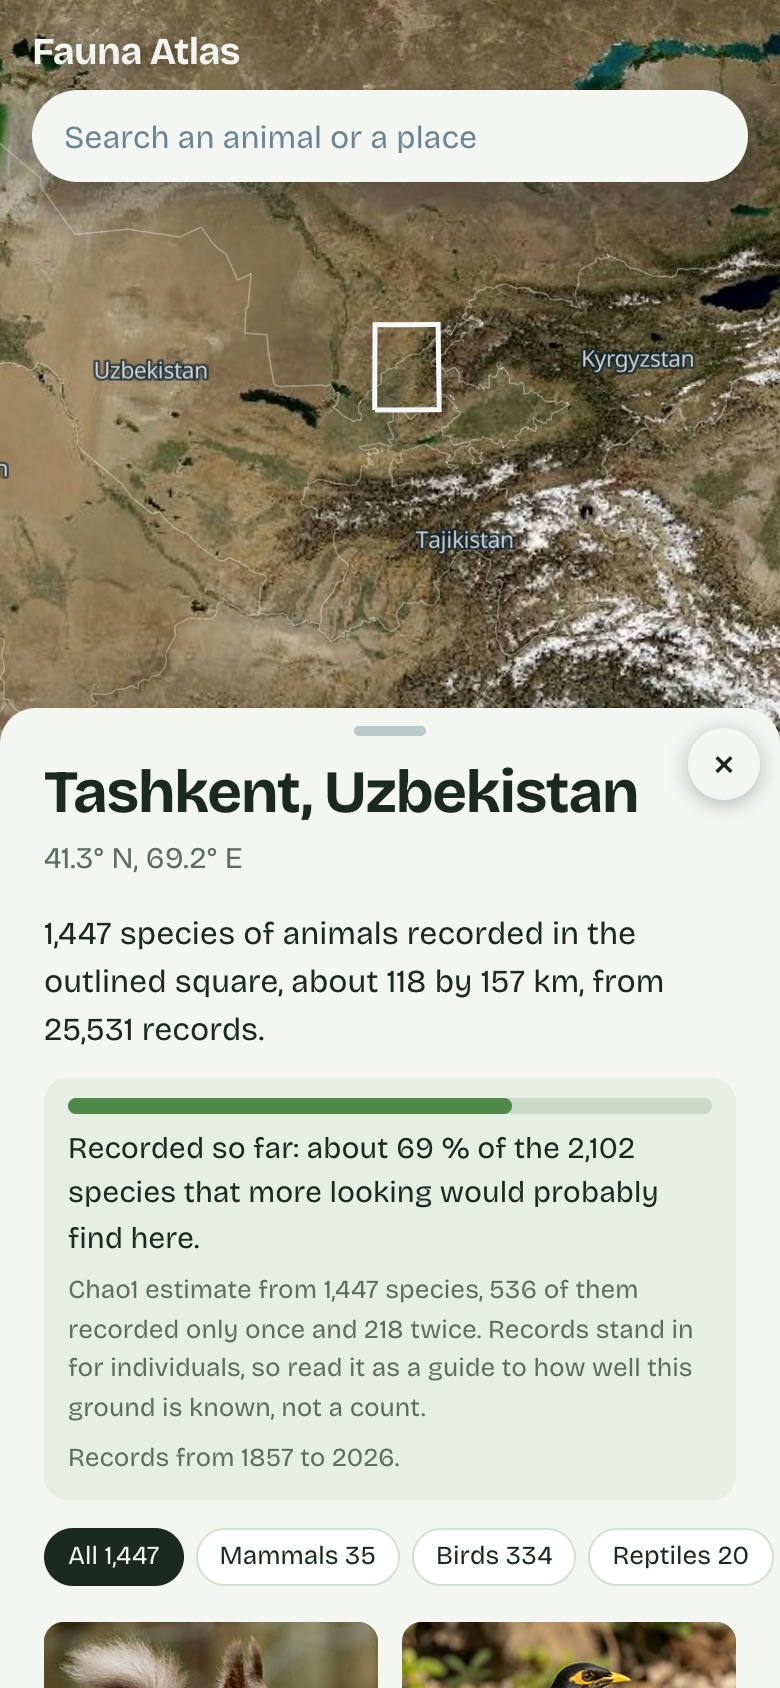 Fauna Atlas
Search an animal or a place
Uzbekistan
Kyrgyzstan
n
Tajikistan
Tashkent, Uzbekistan
41.3° N, 69.2° E
1,447 species of animals recorded in the
outlined square, about 118 by 157 km, from
25,531 records.
Recorded so far: about 69 % of the 2,102
species that more looking would probably
find here.
Chao1 estimate from 1,447 species, 536 of them
recorded only once and 218 twice. Records stand in
for individuals, so read it as a guide to how well this
ground is known, not a count.
Records from 1857 to 2026.
All 1,447
Mammals 35
Birds 334
Reptiles 20